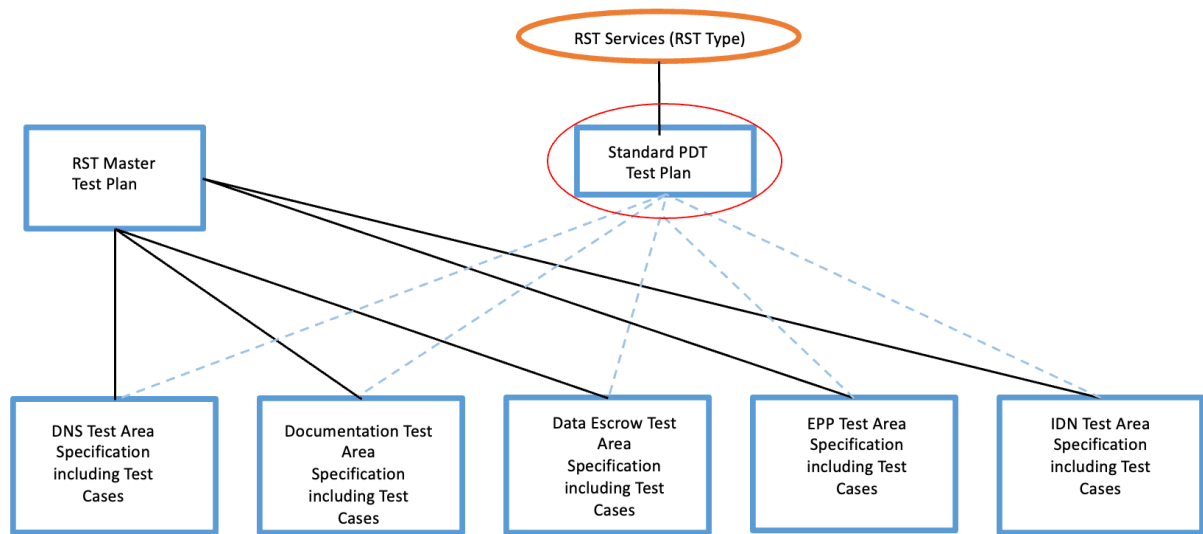 RST Services (RST Type)
RST Master
Test Plan
Standard PDT
Test Plan
DNS Test Area
Specification
including Test
Cases
Documentation Test
Area
Specification
including Test
Cases
Data Escrow Test
Area
Specification
including Test
Cases
EPP Test Area
Specification
including Test
Cases
IDN Test Area
Specification
including Test
Cases